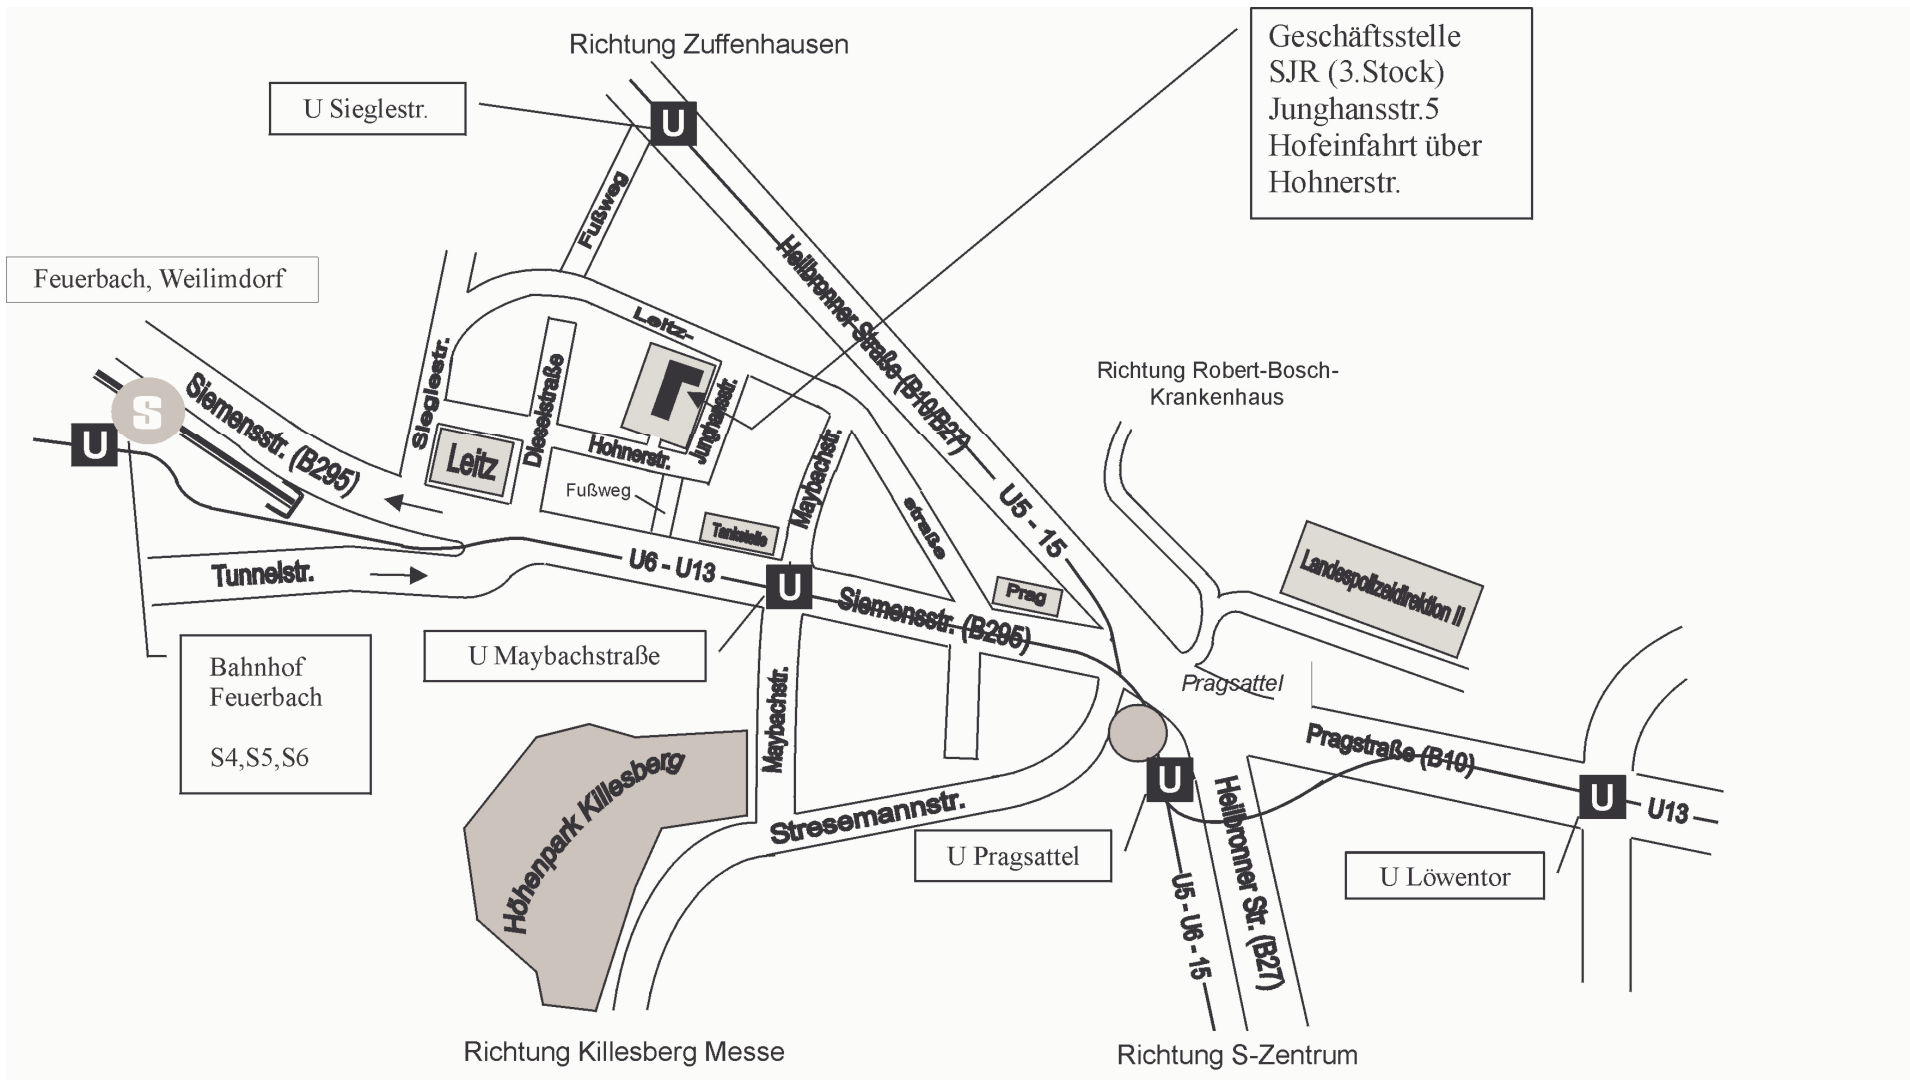 Richtung Zuffenhausen
Geschäftsstelle
SJR (3.Stock)
Junghansstr.5
Hofeinfahrt über
Hohnerstr.
U Sieglestr.
U
Fußweg
Heilbronner Straße (B10/B27)
Feuerbach, Weilimdorf
Leitz-
Sieglestr.
Dieselstraße
Junghansstr.
Richtung Robert-Bosch-
Krankenhaus
S
U
Siemensstr. (B295)
Leitz
Hohnerstr.
Maybachstr.
Fußweg
U5 - 15
straße
Tankstelle
Tunnelstr.
U6 - U13
U
Siemensstr. (B295)
Prag
Landespolizeidirektion II
Bahnhof
Feuerbach
S4,S5,S6
U Maybachstraße
Maybachstr.
Pragsattel
Pragstraße (B10)
Höhenpark Killesberg
Stresemannstr.
U
U
U13
Heilbronner Str. (B27)
U Pragsattel
U Löwentor
U5 - U6 - 15
Richtung Killesberg Messe
Richtung S-Zentrum